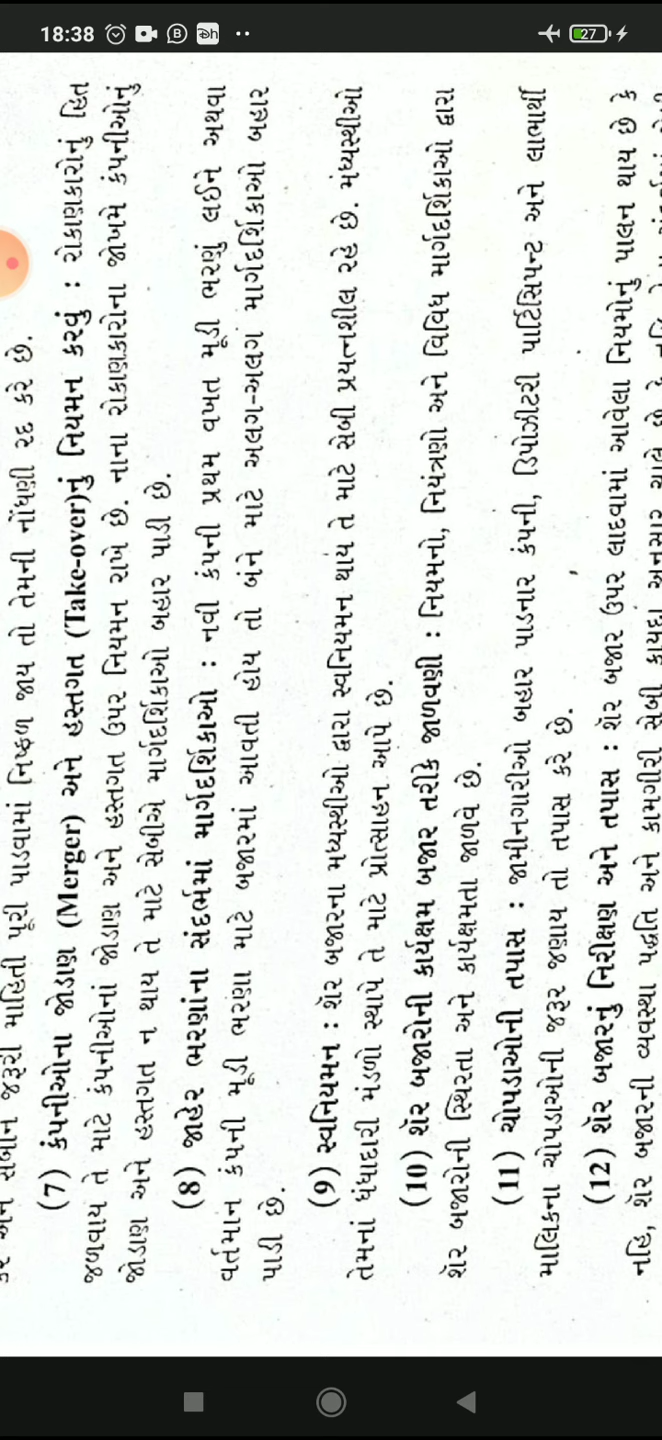 18:38
27
કરે અને સેબીને જરૂરી માહિતી પૂરી પાડવામાં નિષ્ફળ જાય તો તેમની નોંધણી રદ કરે છે.
(7) કંપનીઓના જોડાણ (Merger) અને હસ્તગત (Take-over)નું નિયમન કરવું : રોકાણકારોનું હિત
જળવાય તે માટે કંપનીઓનાં જોડાણ અને હસ્તગત ઉપર નિયમન રાખે છે. નાના રોકાણકારોના જોખમે કંપનીઓનું
જોડાણ અને હસ્તગત ન થાય તે માટે સેબીએ માર્ગદર્શિકાઓ બહાર પાડી છે.
(8) જાહેર ભરણાંના સંદર્ભમાં માર્ગદર્શિકાઓ : નવી કંપની પ્રથમ વખત મૂડી ભરણું લઈને અથવા
વર્તમાન કંપની મૂડી ભરણા માટે બજારમાં આવતી હોય તો બંને માટે અલગ-અલગ માર્ગદર્શિકાઓ બહાર
પાડી છે.
(9) સ્વનિયમન : શૅર બજારના મધ્યસ્થીઓ દ્વારા સ્વનિયમન થાય તે માટે સેબી પ્રયત્નશીલ રહે છે. મધ્યસ્થીઓ
તેમનાં ધંધાદારી મંડળો સ્થાપે તે માટે પ્રોત્સાહન આપે છે.
(10) શૅર બજારોની કાર્યક્ષમ બજાર તરીકે જાળવણી : નિયમનો, નિયંત્રણો અને વિવિધ માર્ગદર્શિકાઓ દ્વારા
શૅર બજારોની સ્થિરતા અને કાર્યક્ષમતા જાળવે છે.
(11) ચોપડાઓની તપાસ : જામીનગીરીઓ બહાર પાડનાર કંપની, ડિપોઝીટરી પાર્ટિસિપન્ટ અને લાભાર્થી
માલિકના ચોપડાઓની જરૂર જણાય તો તપાસ કરે છે.
(12) શૅર બજારનું નિરીક્ષણ અને તપાસ : શૅર બજાર ઉપર લાદવામાં આવેલા નિયમોનું પાલન થાય છે કે
નહિ, શૅર બજારની વ્યવસ્થા પદ્ધતિ અને કામગીરી સેબી કાયદા અનુસાર ચાલે છે કે નહિ